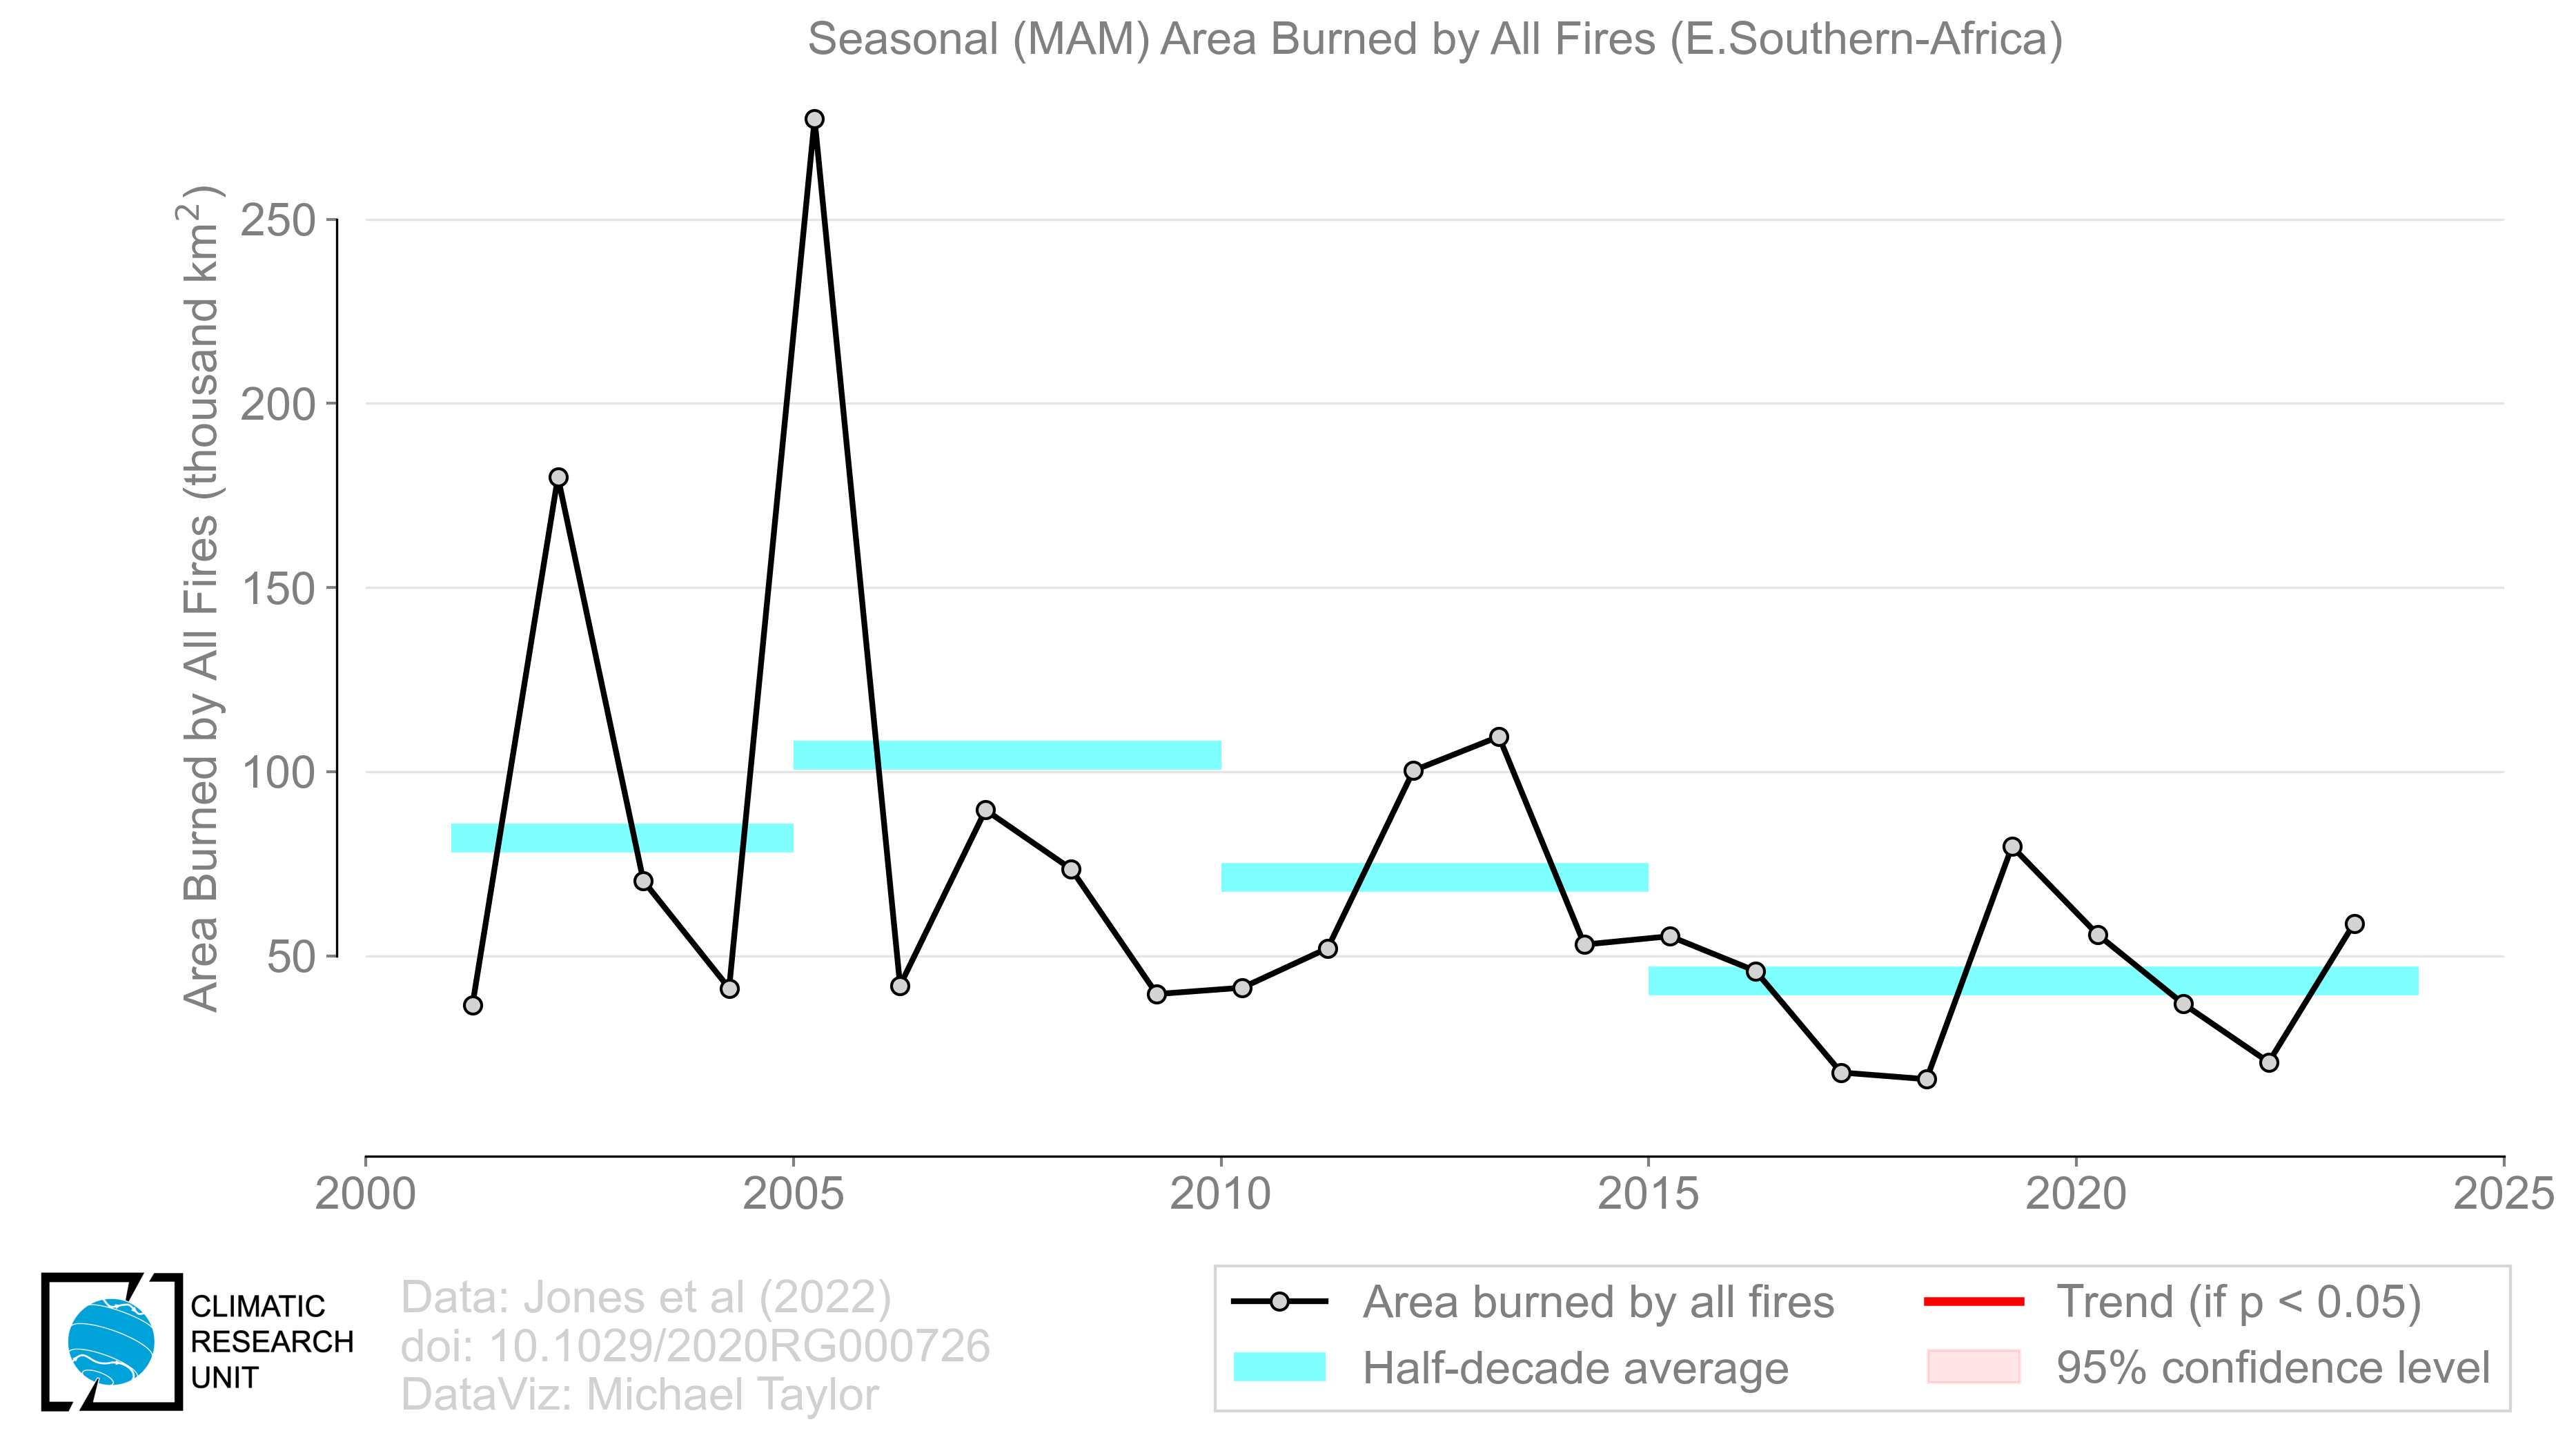 Seasonal (MAM) Area Burned by All Fires (E.Southern-Africa)
Area Burned by All Fires (thousand km²)
250
200
150
100
50
2000 2005 2010 2015 2020 2025
CLIMATIC
RESEARCH
UNIT
Data: Jones et al (2022)
doi: 10.1029/2020RG000726
DataViz: Michael Taylor
Area burned by all fires
Half-decade average
Trend (if p < 0.05)
95% confidence level